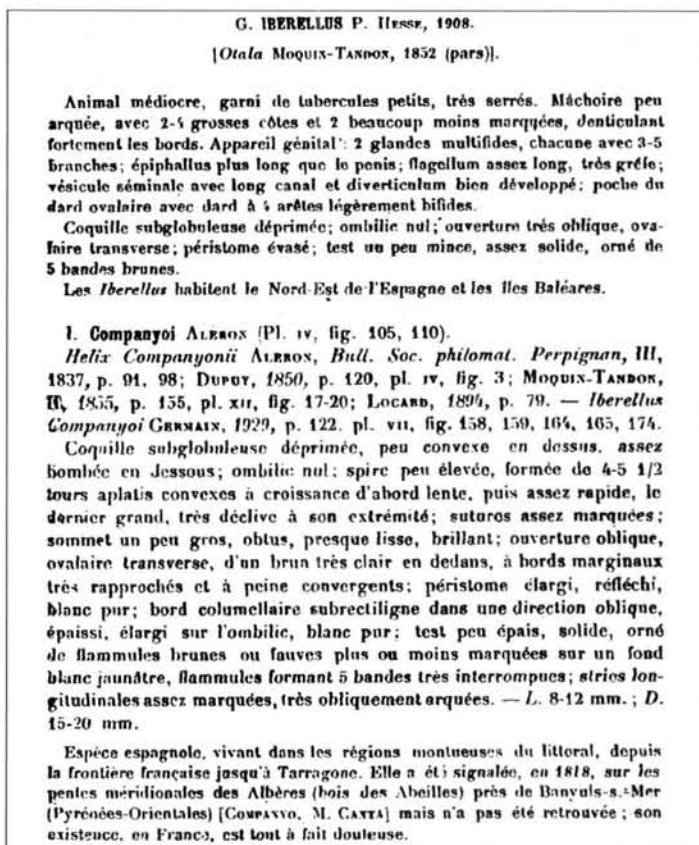 G. IBERELLUS P. HESSE, 1908.
[Otala MOQUIN-TANDON, 1852 (pars)].
Animal médiocre, garni de tubercules petits, très serrés. Mâchoire peu
arquée, avec 2-4 grosses côtes et 2 beaucoup moins marquées, denticulant
fortement les bords. Appareil génital : 2 glandes multifides, chacune avec 3-5
branches; épiphallus plus long que le penis; flagellum assez long, très grêle;
vésicule séminale avec long canal et diverticulum bien développé; poche du
dard ovalaire avec dard à 4 arêtes légèrement bifides.
Coquille subglobuleuse déprimée; ombilic nul; ouverture très oblique, ova-
laire transverse; péristome évasé; test un peu mince, assez solide, orné de
5 bandes brunes.
Les Iberellus habitent le Nord-Est de l'Espagne et les îles Baléares.
1. Companyoi ALERON (Pl. IV, fig. 105, 110).
Helix Companyonii ALERON, Bull. Soc. philomat. Perpignan, III,
1837, p. 91, 98; DUPUY, 1850, p. 120, pl. IV, fig. 3; MOQUIN-TANDON,
II, 1855, p. 155, pl. XII, fig. 17-20; LOCARD, 1894, p. 79. — Iberellus
Companyoi GERMAIN, 1929, p. 122. pl. VII, fig. 158, 159, 164, 165, 174.
Coquille subglobuleuse déprimée, peu convexe en dessus, assez
bombée en dessous; ombilic nul; spire peu élevée, formée de 4-5 1/2
tours aplatis convexes à croissance d'abord lente, puis assez rapide, le
dernier grand, très déclive à son extrémité; sutures assez marquées;
sommet un peu gros, obtus, presque lisse, brillant; ouverture oblique,
ovalaire transverse, d'un brun très clair en dedans, à bords marginaux
très rapprochés et à peine convergents; péristome élargi, réfléchi,
blanc pur; bord columellaire subrectiligne dans une direction oblique,
épaissi, élargi sur l'ombilic, blanc pur; test peu épais, solide, orné
de flammules brunes ou fauves plus ou moins marquées sur un fond
blanc jaunâtre, flammules formant 5 bandes très interrompues; stries lon-
gitudinales assez marquées, très obliquement arquées. — L. 8-12 mm.; D.
15-20 mm.
Espèce espagnole, vivant dans les régions montueuses du littoral, depuis
la frontière française jusqu'à Tarragone. Elle a été signalée, en 1818, sur les
pentes méridionales des Albères (bois des Abeilles) près de Banyuls-s.-Mer
(Pyrénées-Orientales) [COMPANYO, M. CANTA] mais n'a pas été retrouvée; son
existence, en France, est tout à fait douteuse.